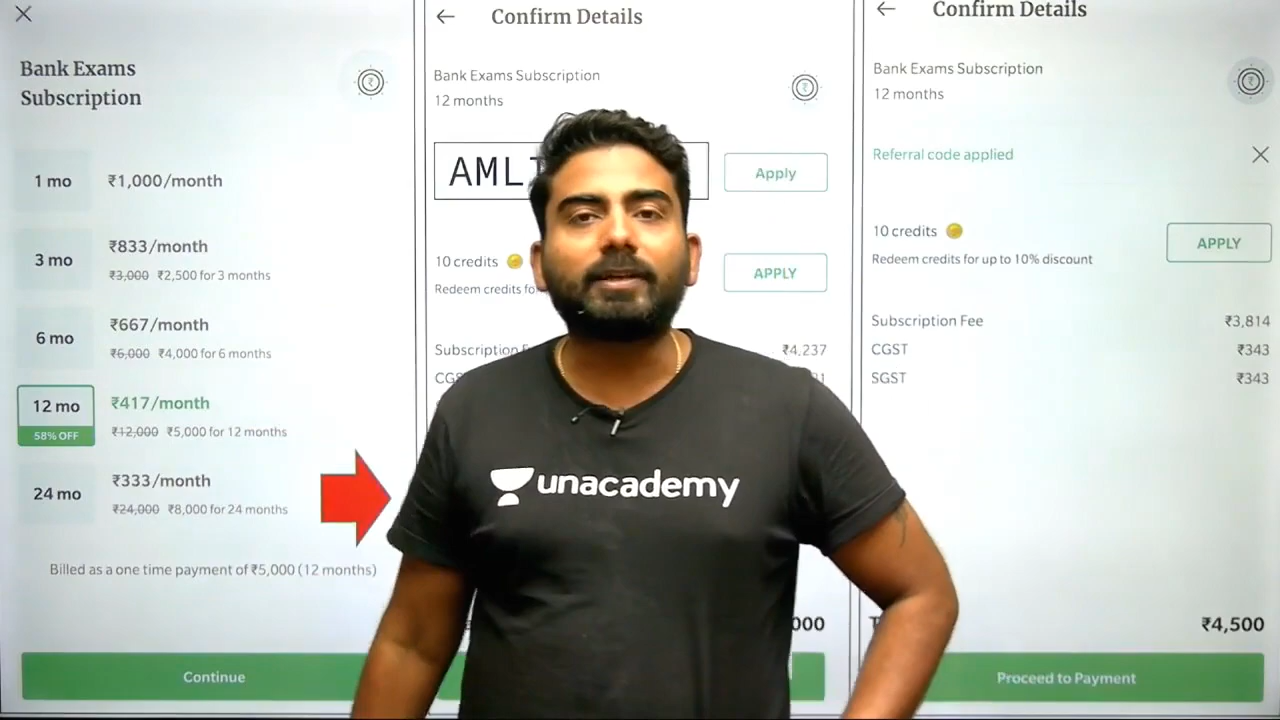 Bank Exams
Subscription
1 mo
₹1,000/month
3 mo
₹833/month
₹3,000 ₹2,500 for 3 months
6 mo
₹667/month
₹6,000 ₹4,000 for 6 months
12 mo
58% OFF
₹417/month
₹12,000 ₹5,000 for 12 months
24 mo
₹333/month
₹24,000 ₹8,000 for 24 months
Billed as a one time payment of ₹5,000 (12 months)
Continue
Confirm Details
Bank Exams Subscription
12 months
Apply
10 credits
APPLY
Redeem credits
Subscription
₹4,237
unacademy
Confirm Details
Bank Exams Subscription
12 months
Referral code applied
10 credits
APPLY
Redeem credits for up to 10% discount
Subscription Fee ₹3,814
CGST ₹343
SGST ₹343
₹4,500
Proceed to Payment